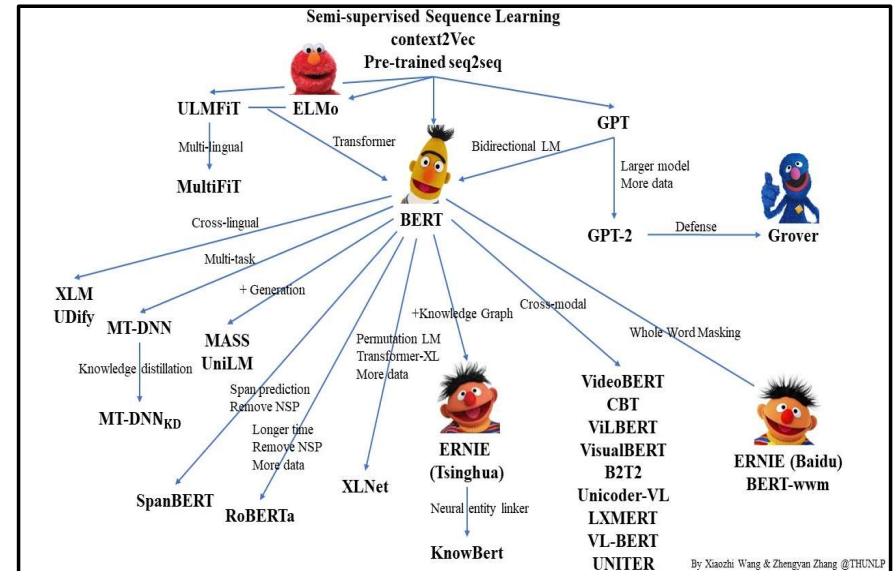 Semi-supervised Sequence Learning
context2Vec
Pre-trained seq2seq
ULMFiT
ELMo
GPT
Multi-lingual
Transformer
Bidirectional LM
Larger model
More data
MultiFiT
BERT
GPT-2
Defense
Grover
Cross-lingual
Multi-task
+ Generation
+Knowledge Graph
Cross-modal
Whole Word Masking
XLM
UDify
MT-DNN
MASS
UniLM
Knowledge distillation
Permutation LM
Transformer-XL
More data
Span prediction
Remove NSP
MT-DNNKD
Longer time
Remove NSP
More data
SpanBERT
RoBERTa
XLNet
ERNIE
(Tsinghua)
Neural entity linker
KnowBert
VideoBERT
CBT
ViLBERT
VisualBERT
B2T2
Unicoder-VL
LXMERT
VL-BERT
UNITER
ERNIE (Baidu)
BERT-wwm
By Xiaozhi Wang & Zhengyan Zhang @THUNLP